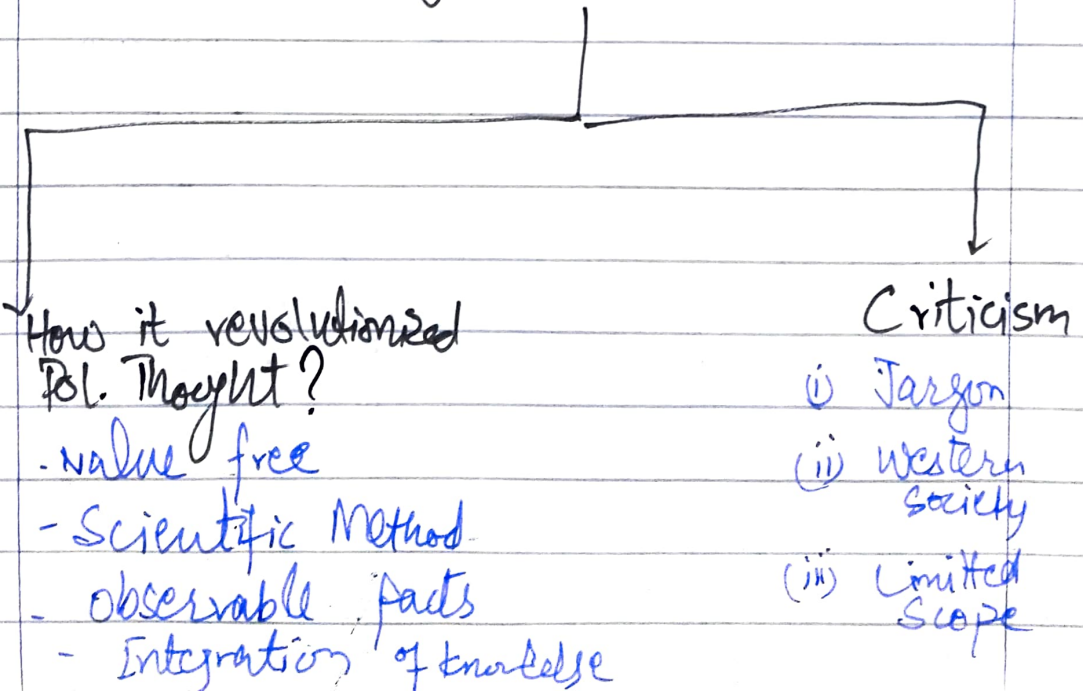 How it revolutionized
Pol. Thought?
- value free
- Scientific Method
- observable facts
- Integration of knowledge
Criticism
(i) Jargon
(ii) Western
Society
(iii) Limitted
Scope